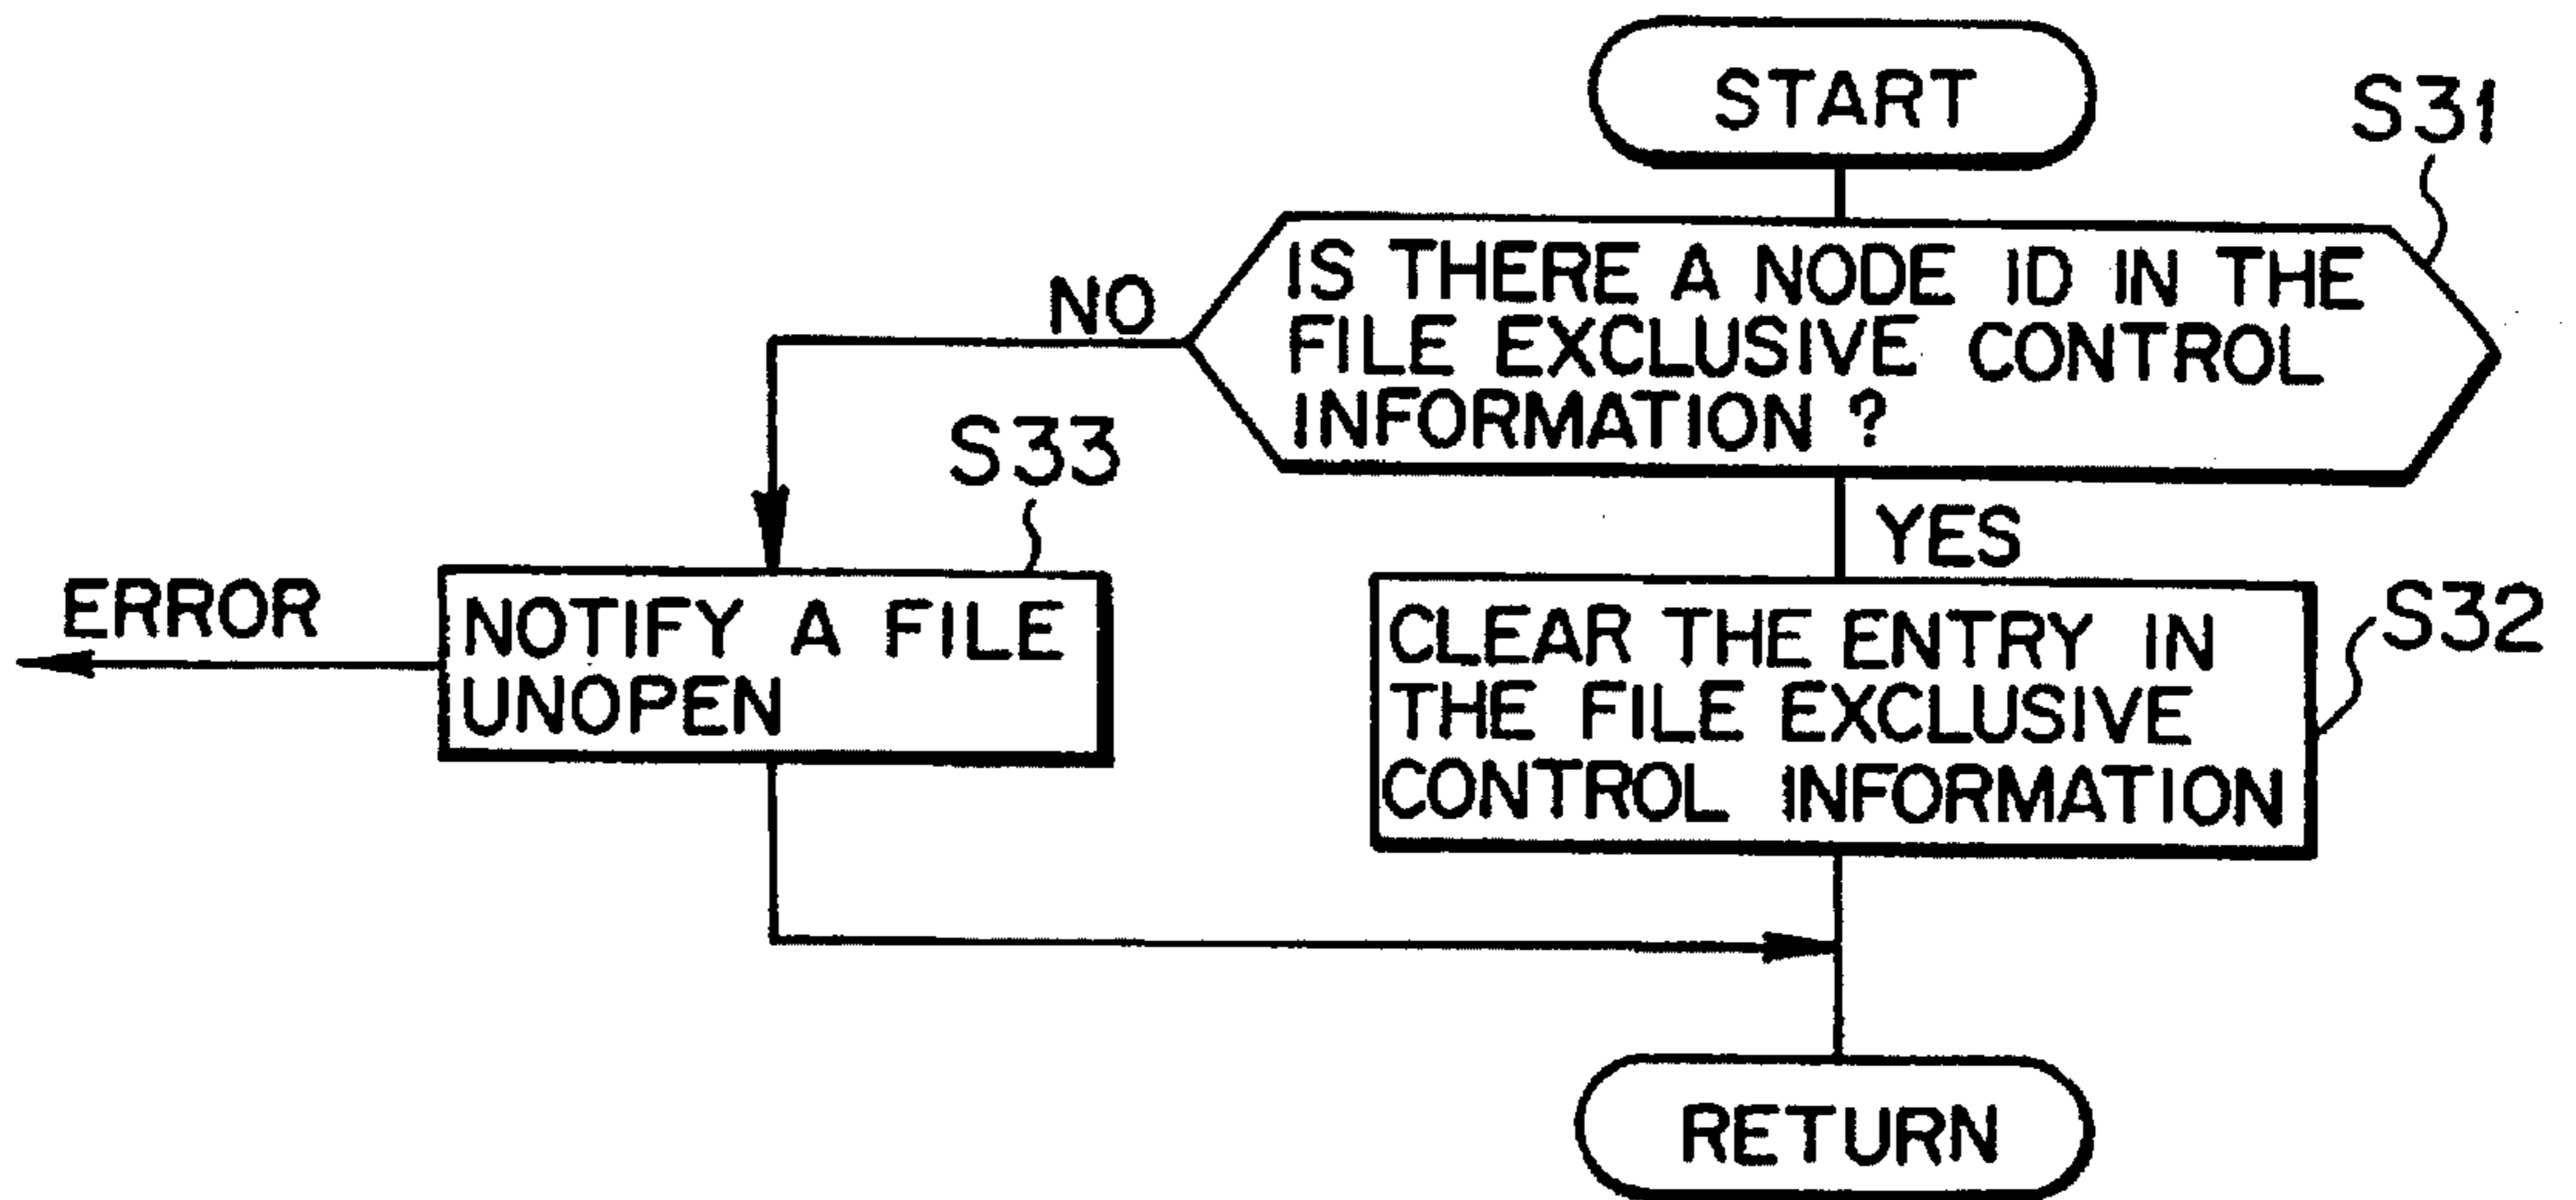 START
S31
IS THERE A NODE ID IN THE
FILE EXCLUSIVE CONTROL
INFORMATION ?
NO
YES
S33
NOTIFY A FILE
UNOPEN
ERROR
S32
CLEAR THE ENTRY IN
THE FILE EXCLUSIVE
CONTROL INFORMATION
RETURN